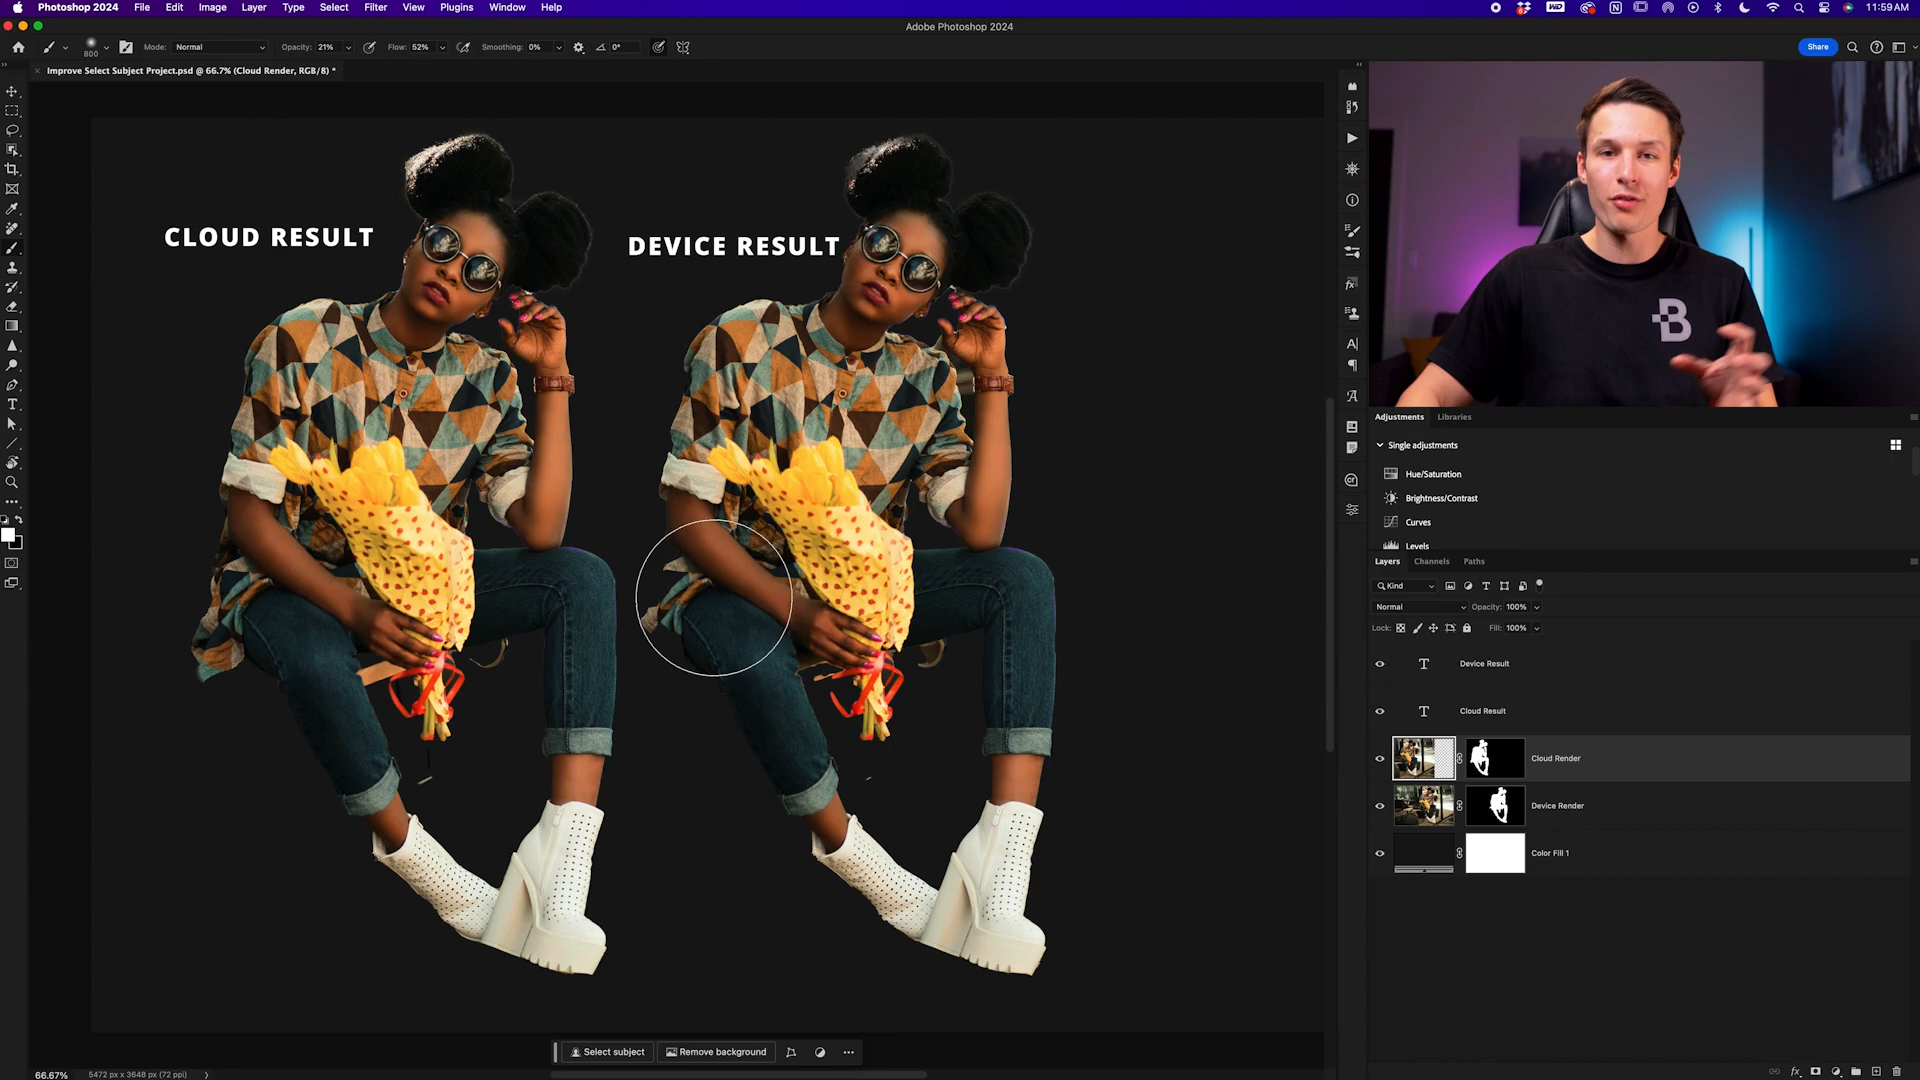 Photoshop 2024 File Edit Image Layer Type Select Filter View Plugins Window Help 11:59 AM
Adobe Photoshop 2024
800 Mode: Normal Opacity: 21% Flow: 52% Smoothing: 0% 0° Share
Improve Select Subject Project.psd @ 66.7% (Cloud Render, RGB/8) *
CLOUD RESULT
DEVICE RESULT
B
Adjustments Libraries
Single adjustments
Hue/Saturation
Brightness/Contrast
Curves
Levels
Layers Channels Paths
Kind
Normal Opacity: 100%
Lock: Fill: 100%
Device Result
Cloud Result
Cloud Render
Device Render
Color Fill 1
Select subject Remove background
66.67% 5472 px x 3648 px (72 ppi)